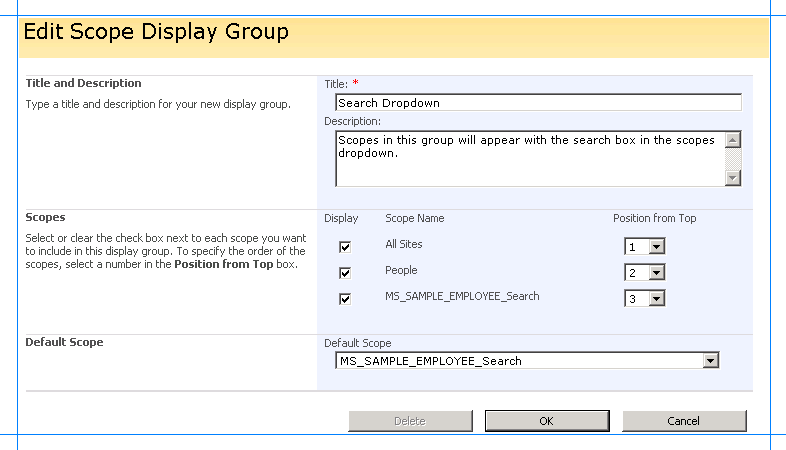 Edit Scope Display Group
Title and Description
Type a title and description for your new display group.
Title: *
Search Dropdown
Description:
Scopes in this group will appear with the search box in the scopes
dropdown.
Scopes
Select or clear the check box next to each scope you want
to include in this display group. To specify the order of the
scopes, select a number in the Position from Top box.
Display Scope Name Position from Top
All Sites 1
People 2
MS_SAMPLE_EMPLOYEE_Search 3
Default Scope
Default Scope
MS_SAMPLE_EMPLOYEE_Search
Delete OK Cancel